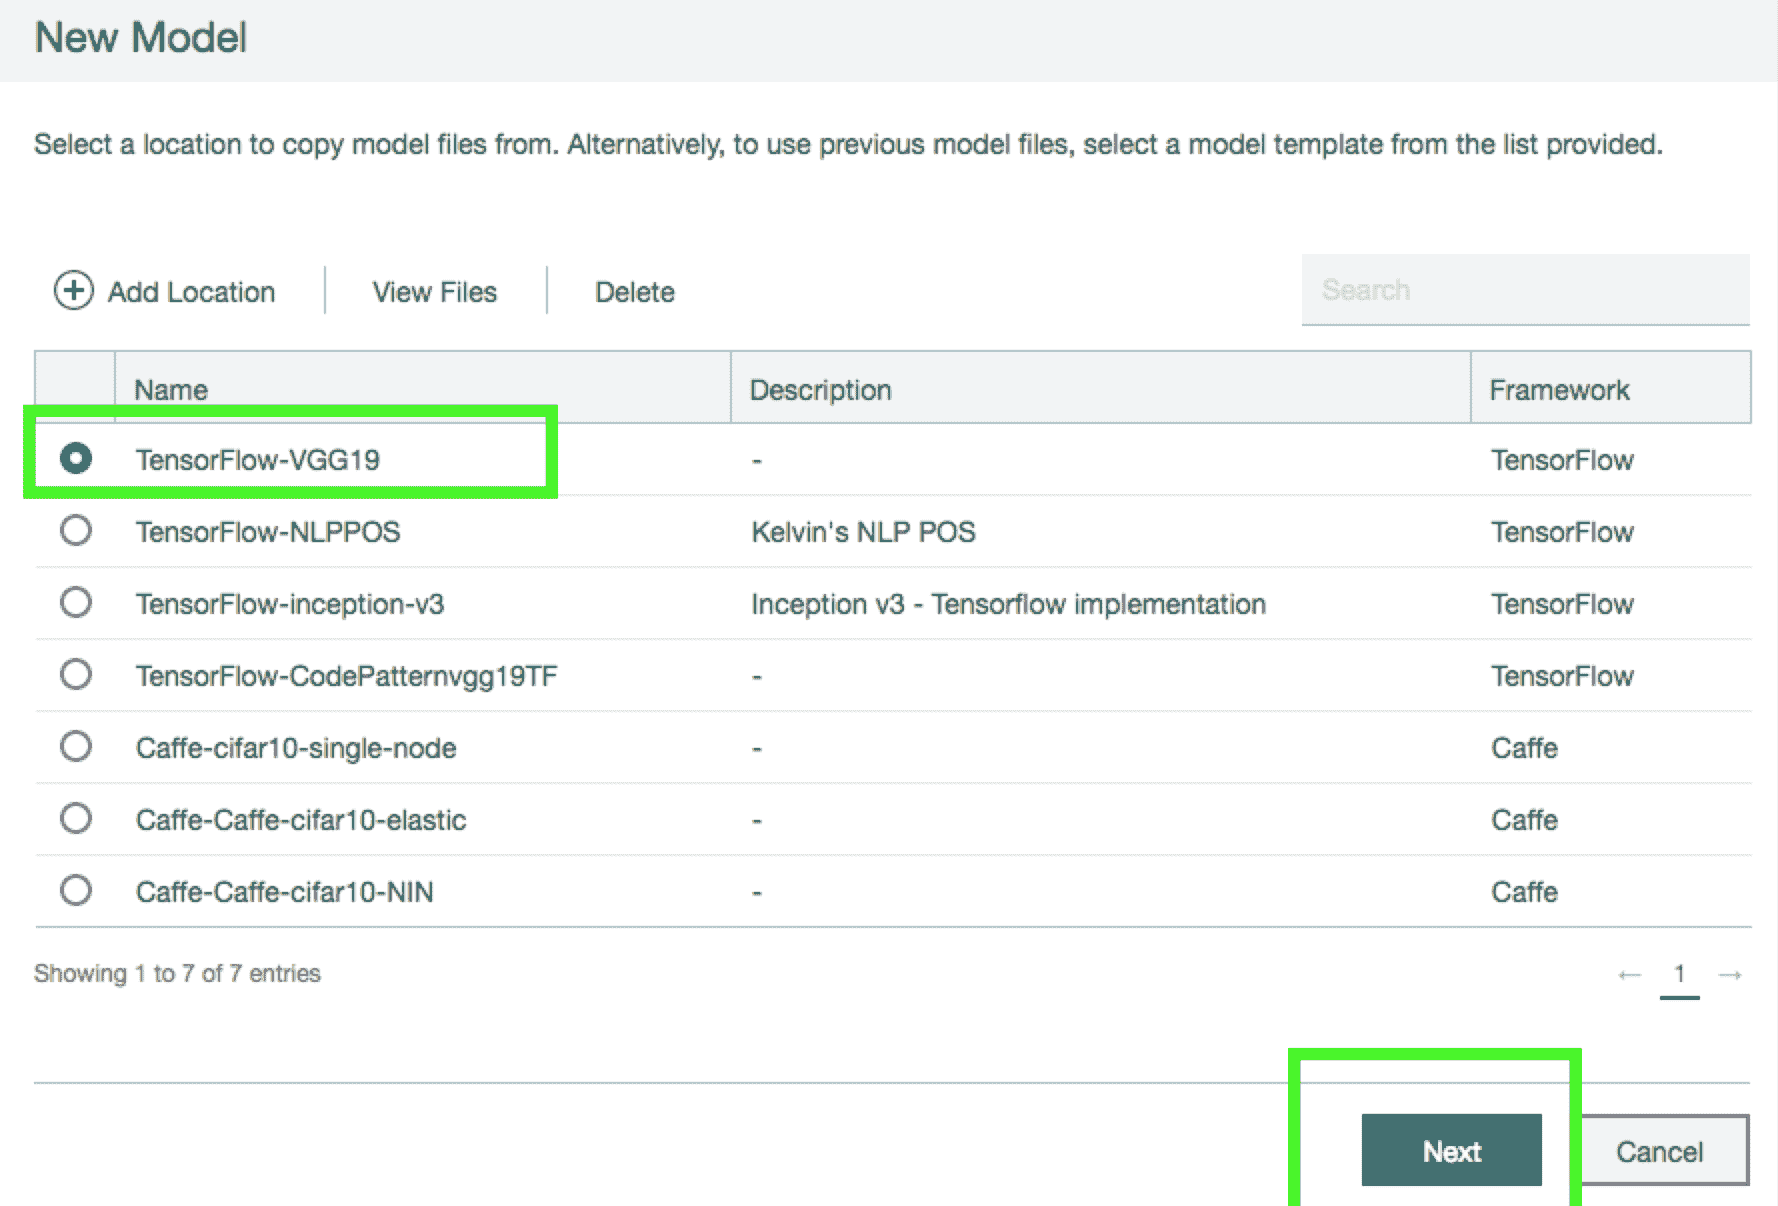 New Model
Select a location to copy model files from. Alternatively, to use previous model files, select a model template from the list provided.
Add Location View Files Delete Search
Name Description Framework
TensorFlow-VGG19 - TensorFlow
TensorFlow-NLPPOS Kelvin's NLP POS TensorFlow
TensorFlow-inception-v3 Inception v3 - Tensorflow implementation TensorFlow
TensorFlow-CodePatternvgg19TF - TensorFlow
Caffe-cifar10-single-node - Caffe
Caffe-Caffe-cifar10-elastic - Caffe
Caffe-Caffe-cifar10-NIN - Caffe
Showing 1 to 7 of 7 entries ← 1 →
Next Cancel